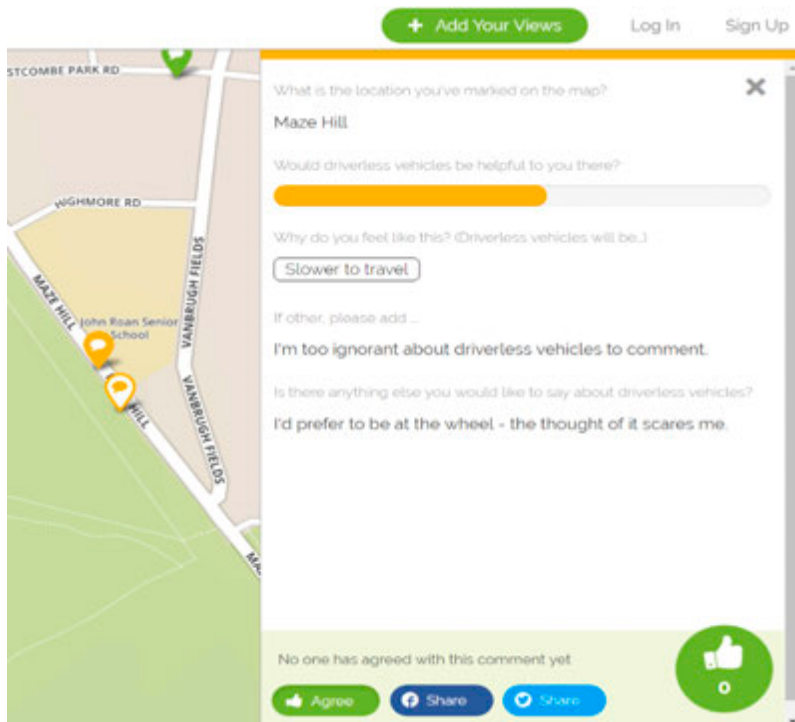 + Add Your Views
Log In
Sign Up
STCOMBE PARK RD
What is the location you've marked on the map?
Maze Hill
Would driverless vehicles be helpful to you there?
HIGHMORE RD
Why do you feel like this? (Driverless vehicles will be...)
Slower to travel
VANBRUGH FIELDS
MAZE HILL
John Roan Senior
School
If other, please add ...
I'm too ignorant about driverless vehicles to comment.
Is there anything else you would like to say about driverless vehicles?
HILL
VANBRUGH FIELDS
I'd prefer to be at the wheel - the thought of it scares me.
MA
No one has agreed with this comment yet
Agree
Share
Share
0